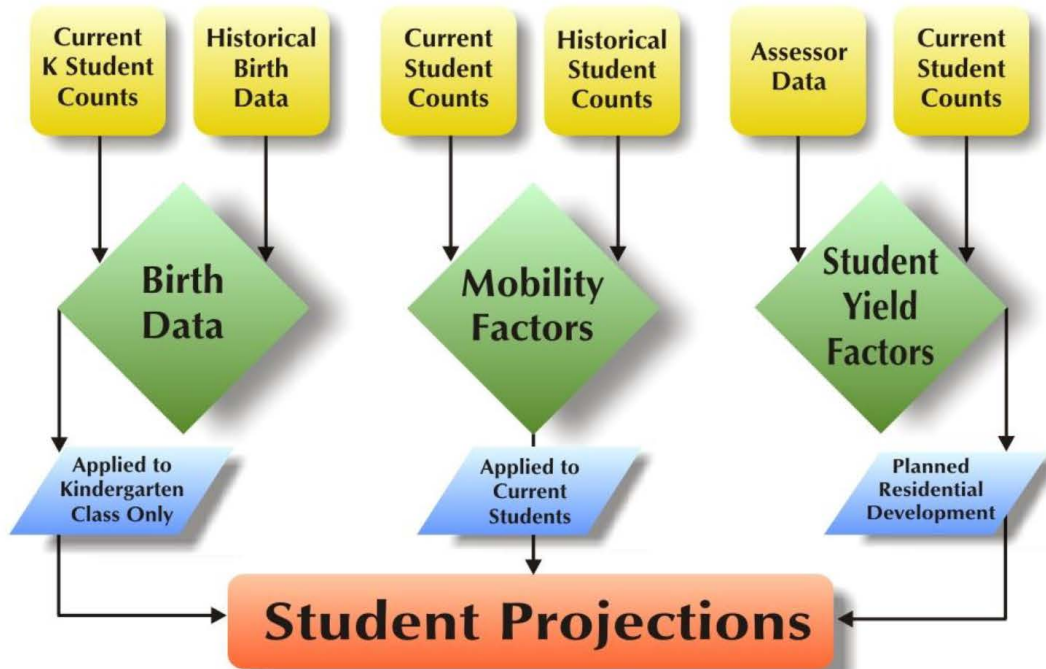 Current
K Student
Counts
Historical
Birth
Data
Current
Student
Counts
Historical
Student
Counts
Assessor
Data
Current
Student
Counts
Birth
Data
Mobility
Factors
Student
Yield
Factors
Applied to
Kindergarten
Class Only
Applied to
Current
Students
Planned
Residential
Development
Student Projections